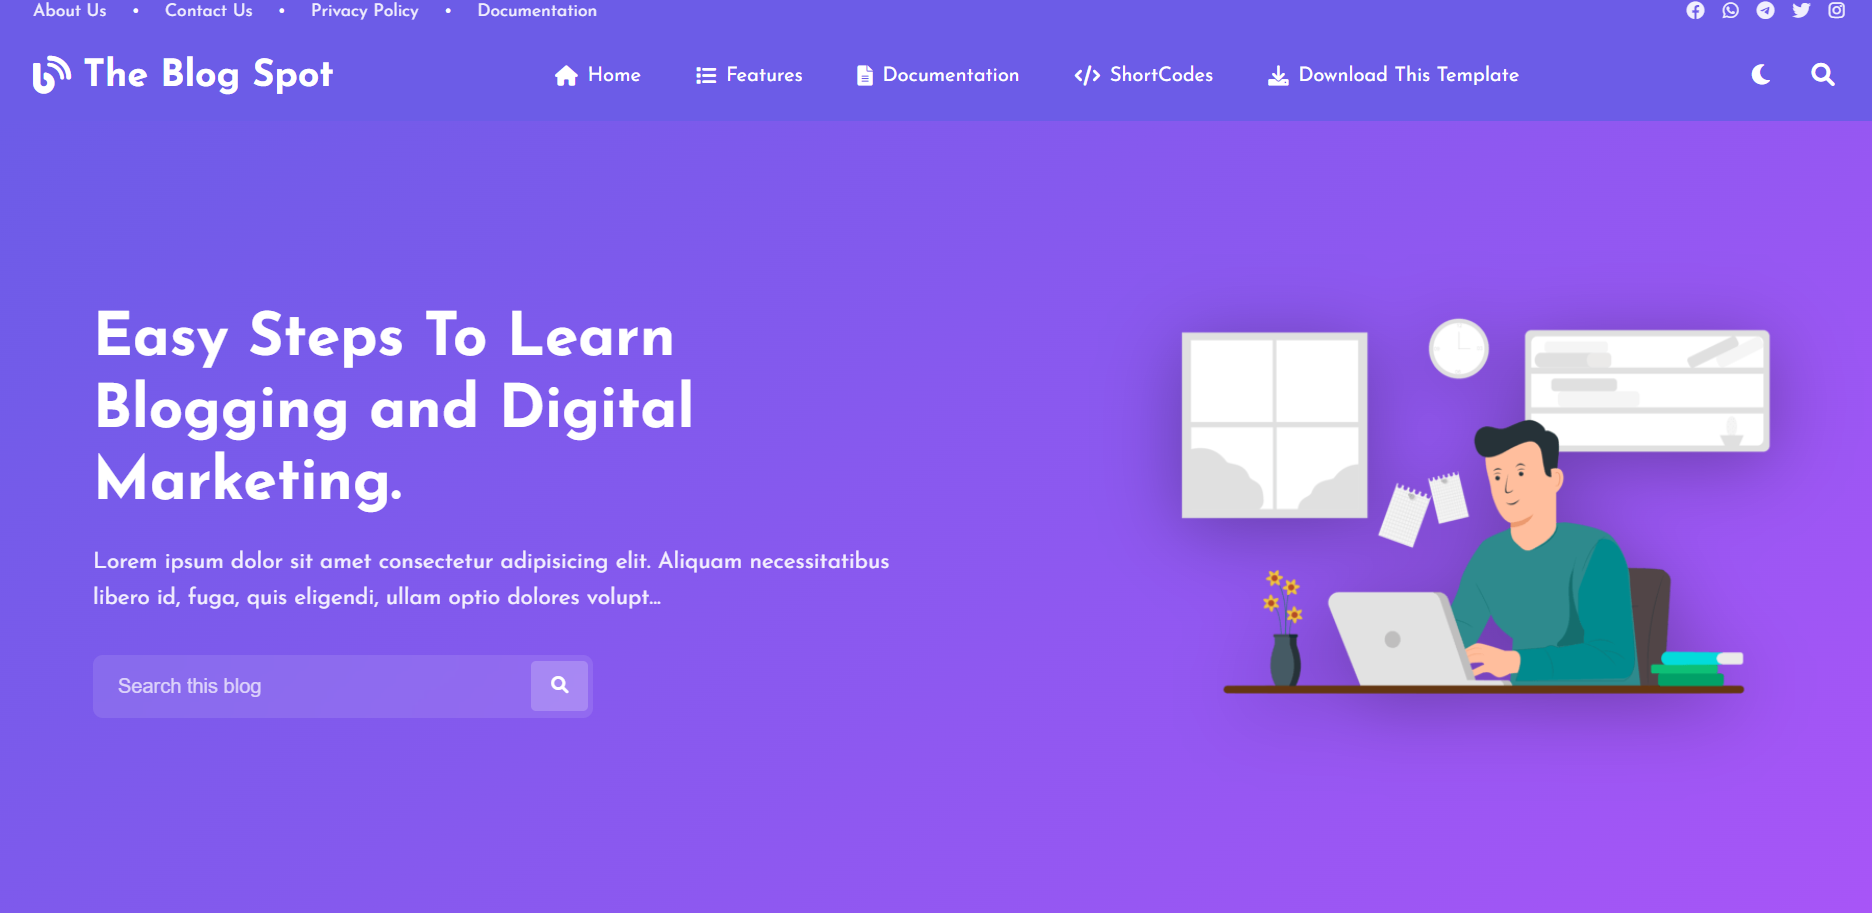 About Us • Contact Us • Privacy Policy • Documentation
The Blog Spot
Home Features Documentation ShortCodes Download This Template
Easy Steps To Learn
Blogging and Digital
Marketing.
Lorem ipsum dolor sit amet consectetur adipisicing elit. Aliquam necessitatibus
libero id, fuga, quis eligendi, ullam optio dolores volupt...
Search this blog